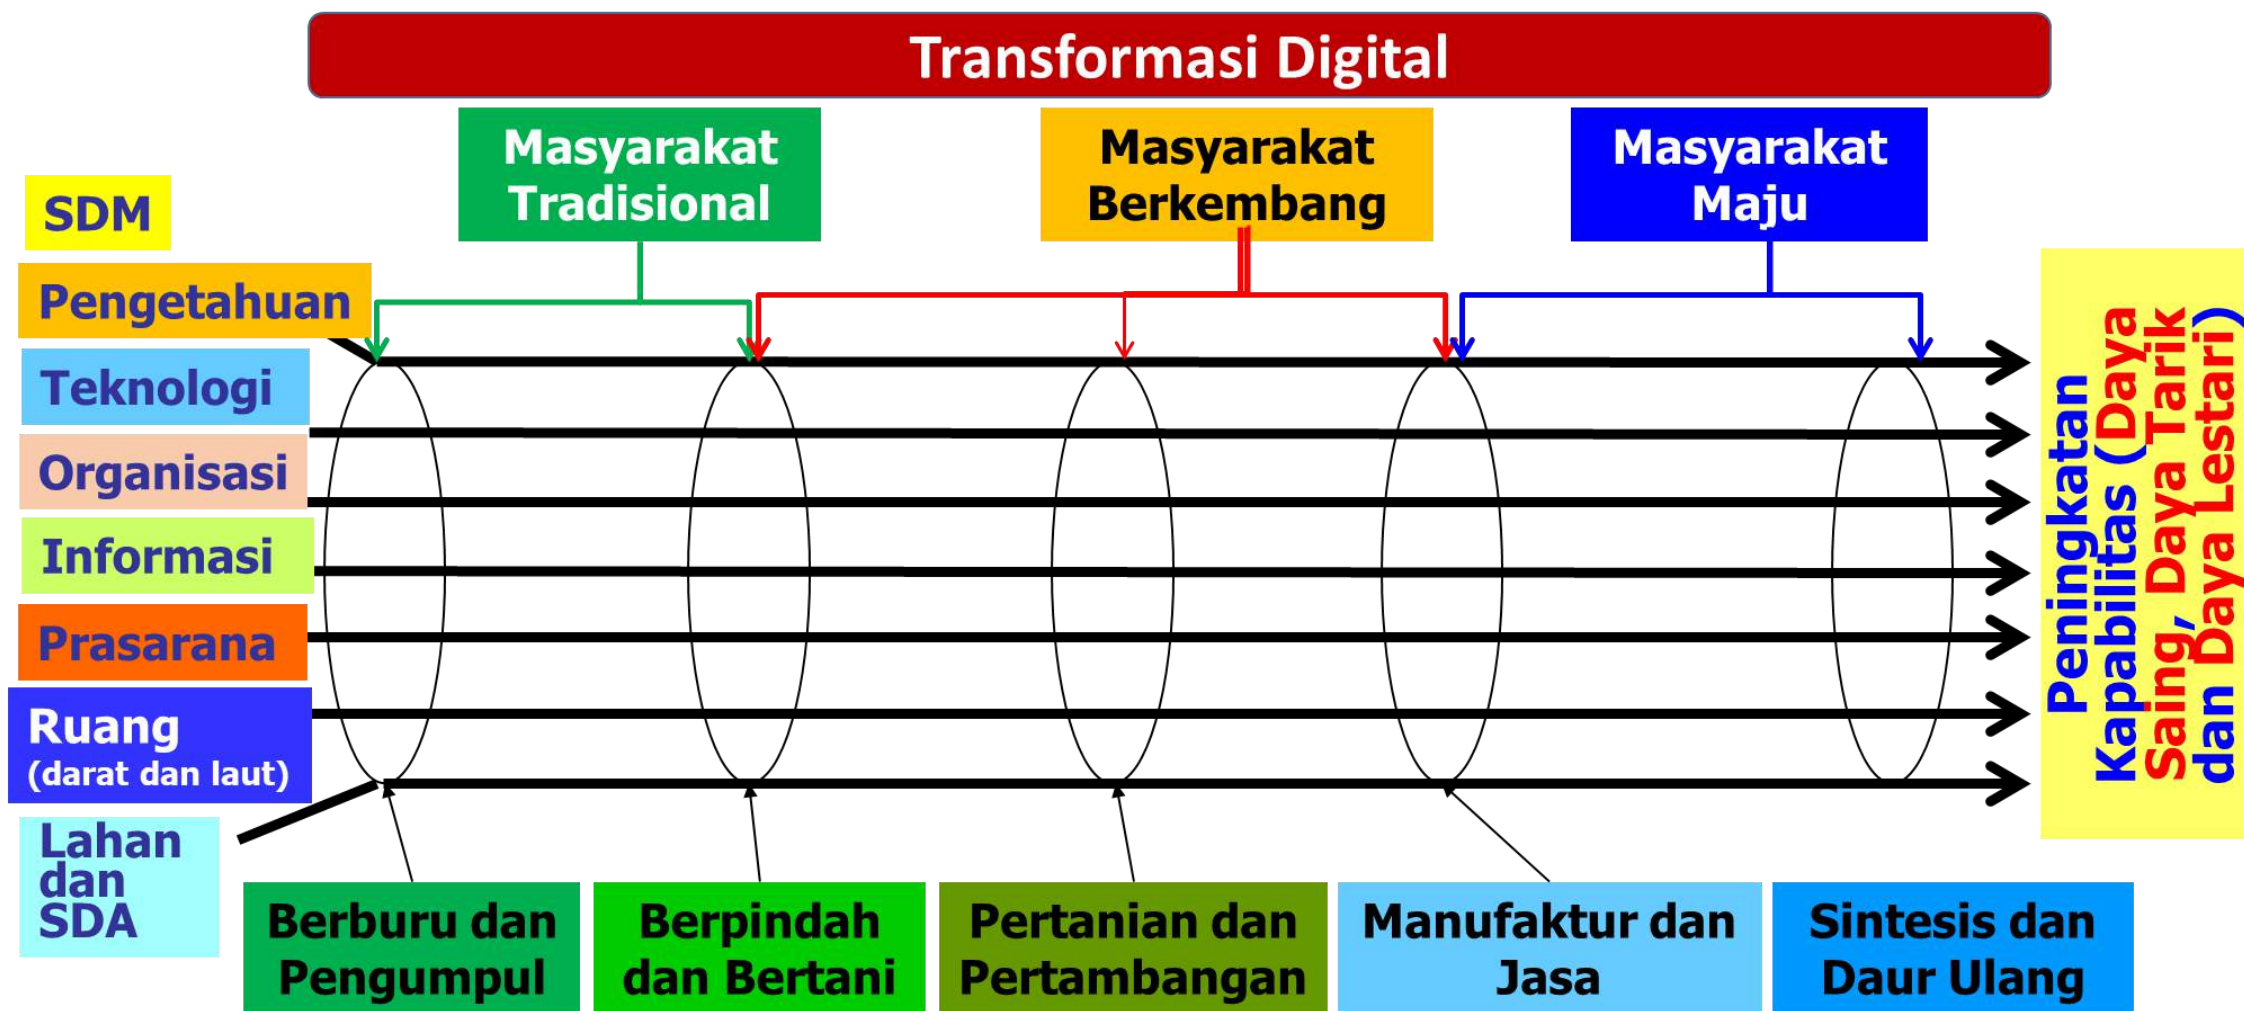 Transformasi Digital
Masyarakat
Tradisional
Masyarakat
Berkembang
Masyarakat
Maju
SDM
Pengetahuan
Teknologi
Organisasi
Informasi
Prasarana
Ruang
(darat dan laut)
Lahan
dan
SDA
Peningkatan
Kapabilitas (Daya
Saing, Daya Tarik
dan Daya Lestari)
Berburu dan
Pengumpul
Berpindah
dan Bertani
Pertanian dan
Pertambangan
Manufaktur dan
Jasa
Sintesis dan
Daur Ulang